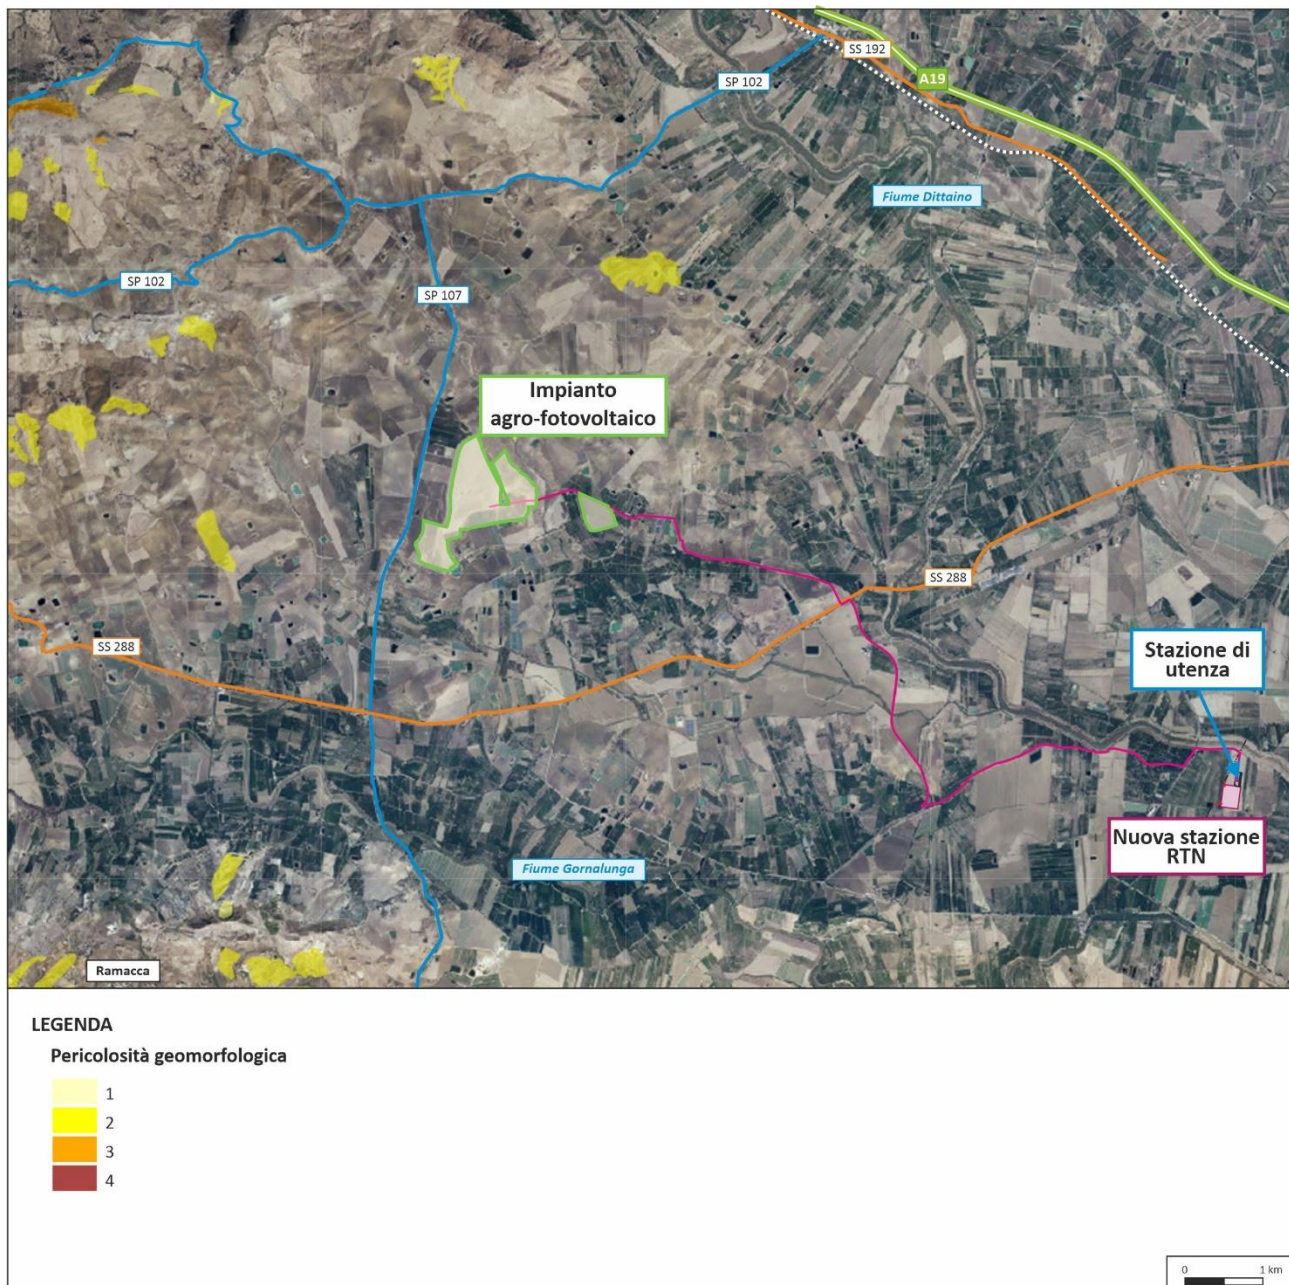 SS 192
SP 102
A19
Fiume Dittaino
SP 102
SP 107
Impianto
agro-fotovoltaico
SS 288
SS 288
Stazione di
utenza
Nuova stazione
RTN
Fiume Gornalunga
Ramacca
LEGENDA
Pericolosità geomorfologica
1
2
3
4
0 1 km